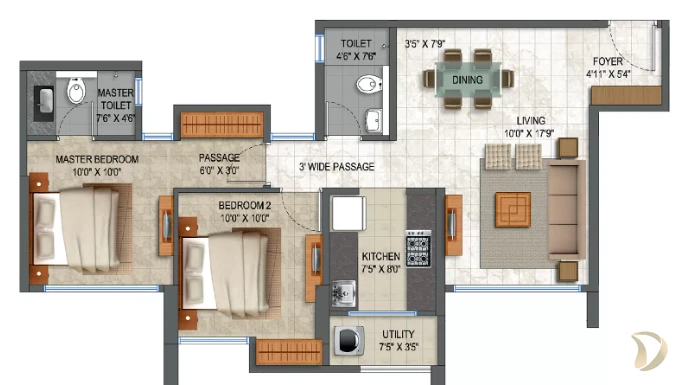 TOILET
4'6" X 7'6"
3'5" X 7'9"
FOYER
4'11" X 5'4"
DINING
MASTER
TOILET
7'6" X 4'6"
LIVING
10'0" X 17'9"
MASTER BEDROOM
10'0" X 10'0"
PASSAGE
6'0" X 3'0"
3' WIDE PASSAGE
BEDROOM 2
10'0" X 10'0"
KITCHEN
7'5" X 8'0"
UTILITY
7'5" X 3'5"